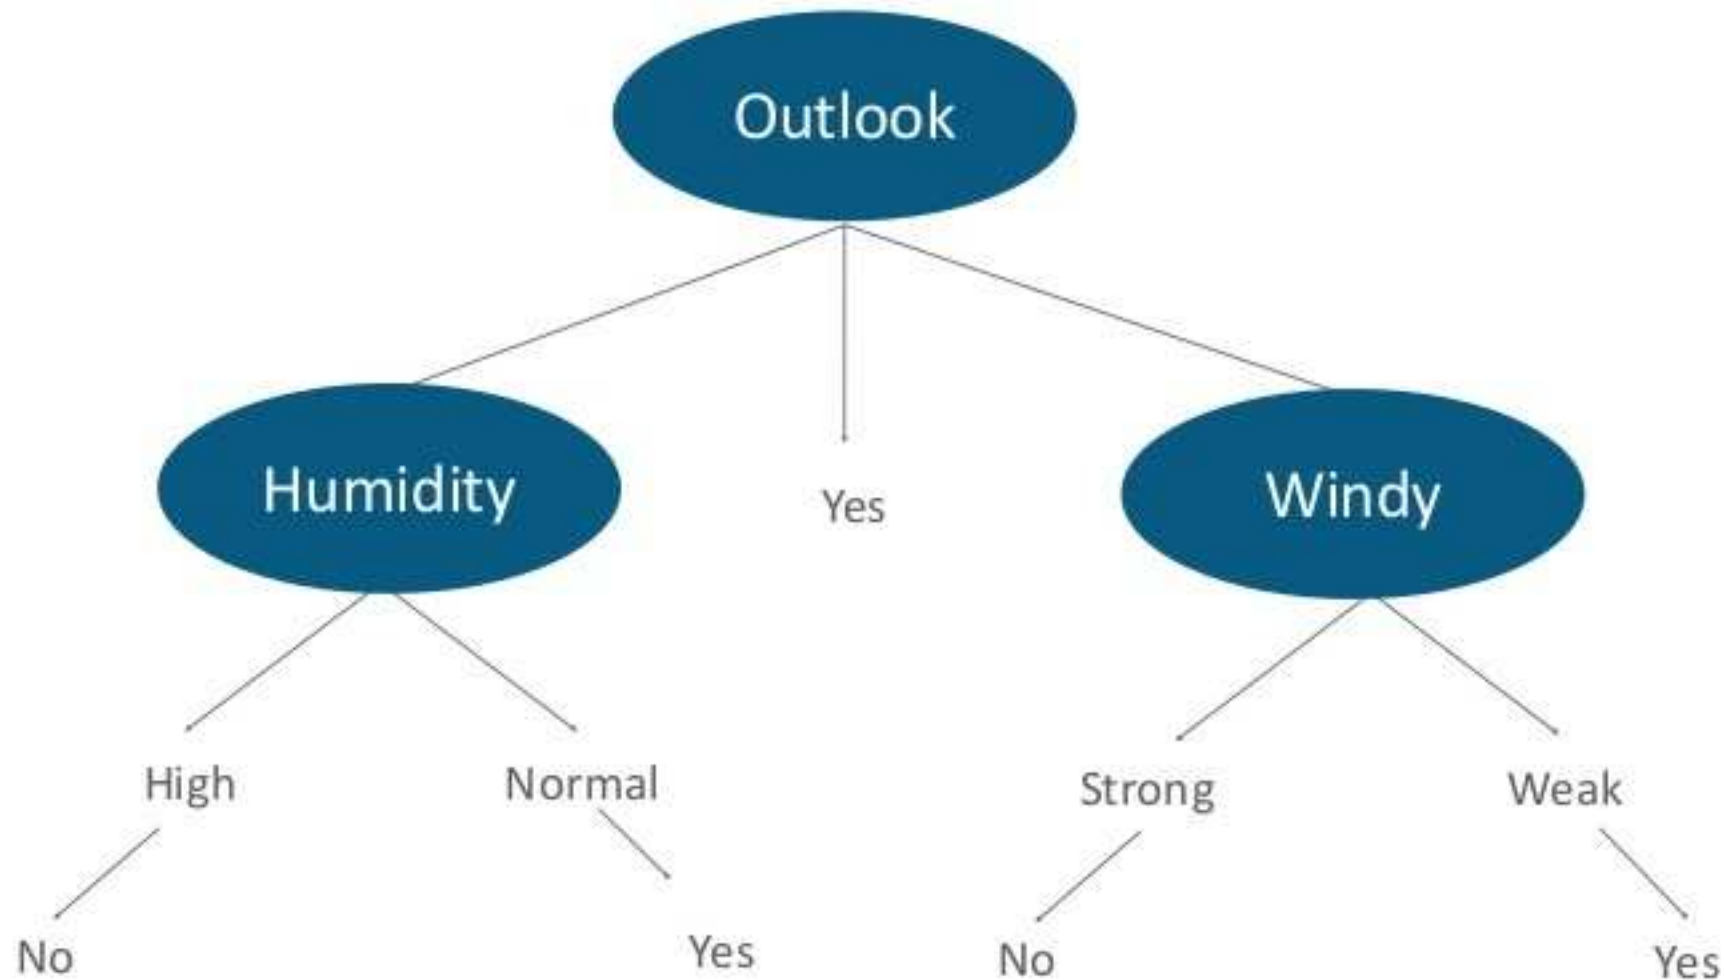 Outlook
Humidity
Yes
Windy
High
Normal
Strong
Weak
No
Yes
No
Yes